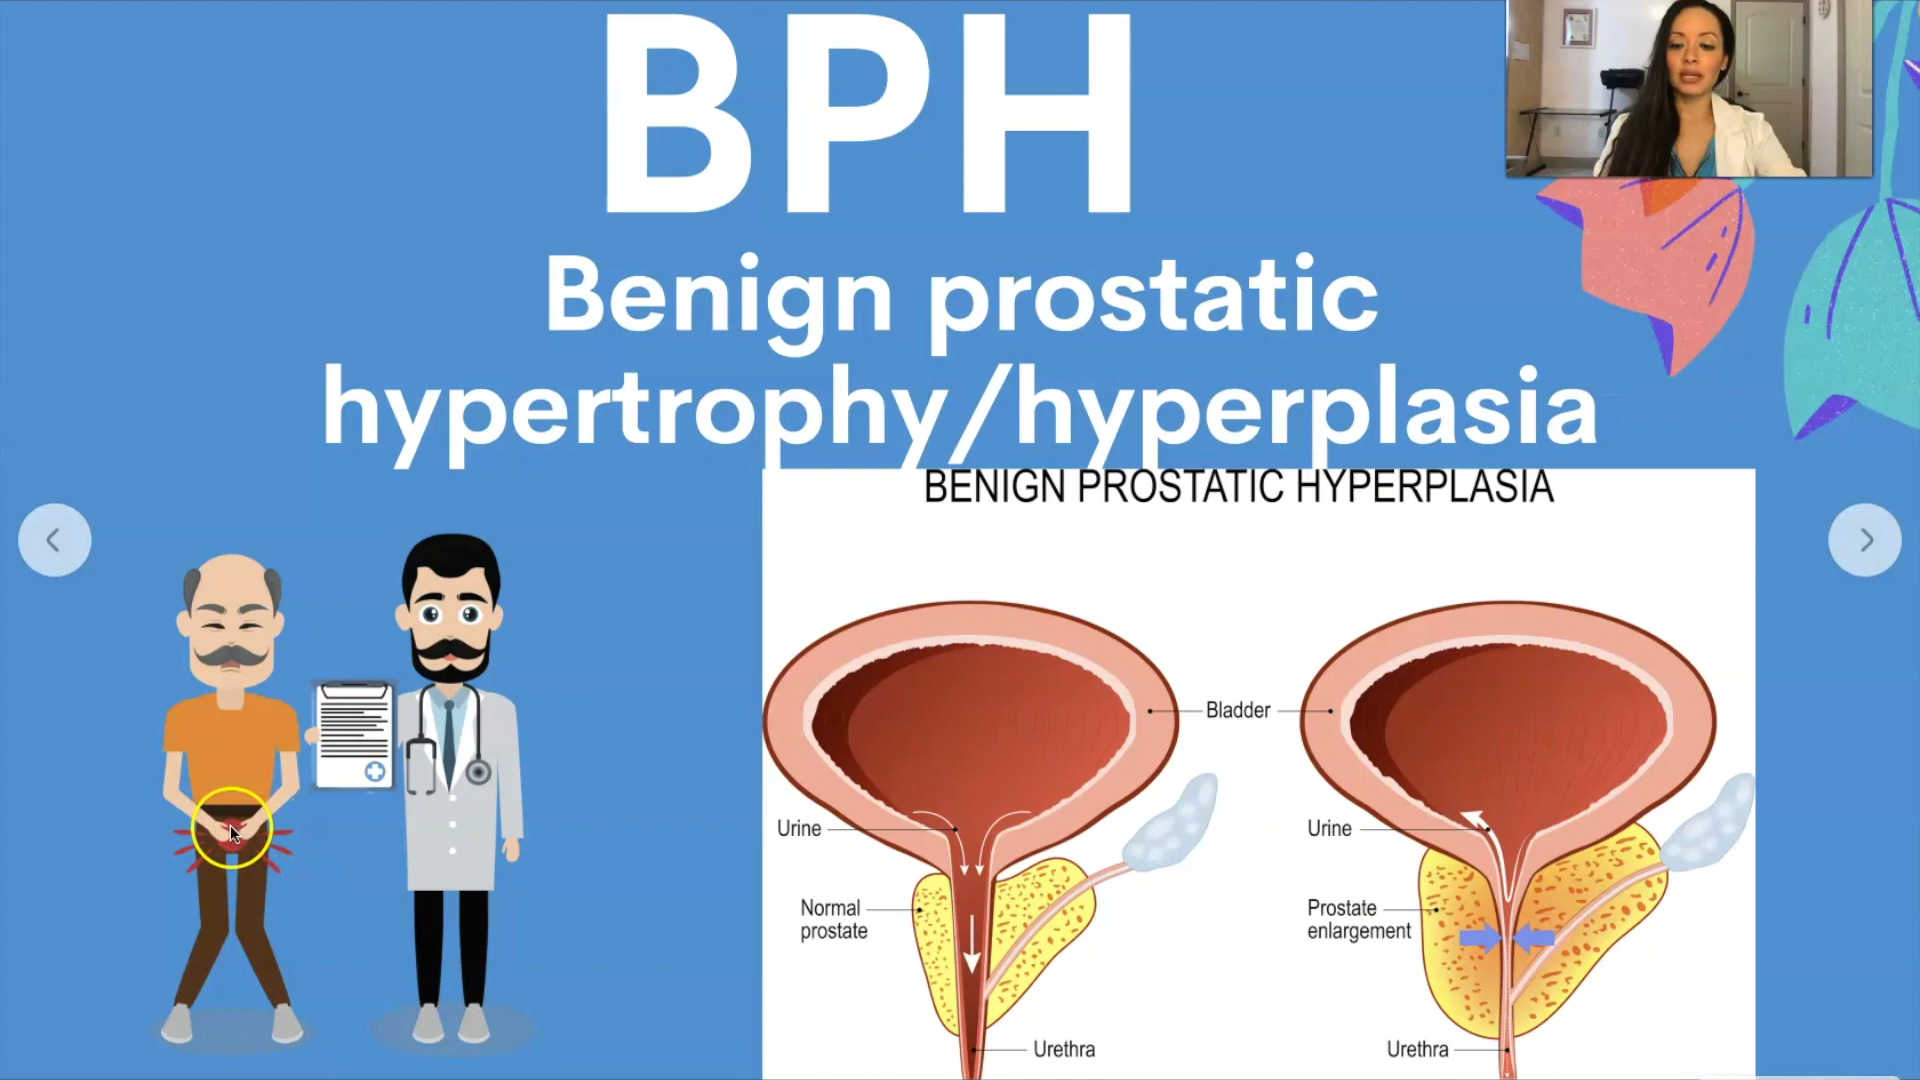 BPH
Benign prostatic
hypertrophy/hyperplasia
BENIGN PROSTATIC HYPERPLASIA
Bladder
Urine
Urine
Normal
prostate
Prostate
enlargement
Urethra
Urethra